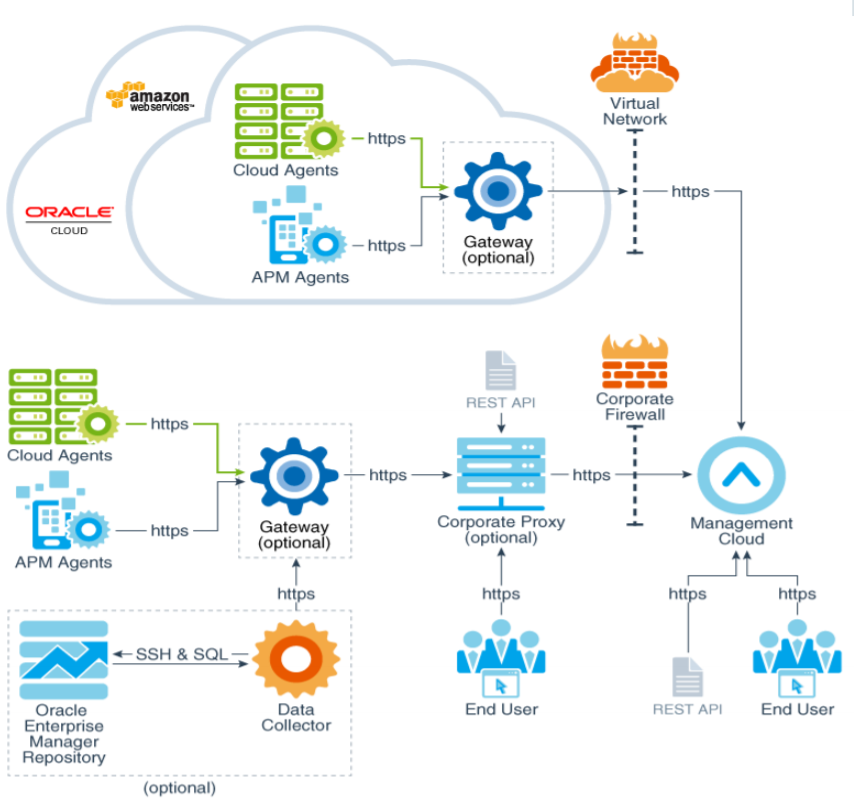 amazon
web services™
Virtual
Network
https
Cloud Agents
https
ORACLE®
CLOUD
Gateway
(optional)
https
APM Agents
REST API
Corporate
Firewall
https
Cloud Agents
https
https
Gateway
(optional)
Corporate Proxy
(optional)
Management
Cloud
https
APM Agents
https
https
https
https
SSH & SQL
Oracle
Enterprise
Manager
Repository
Data
Collector
End User
REST API
End User
(optional)